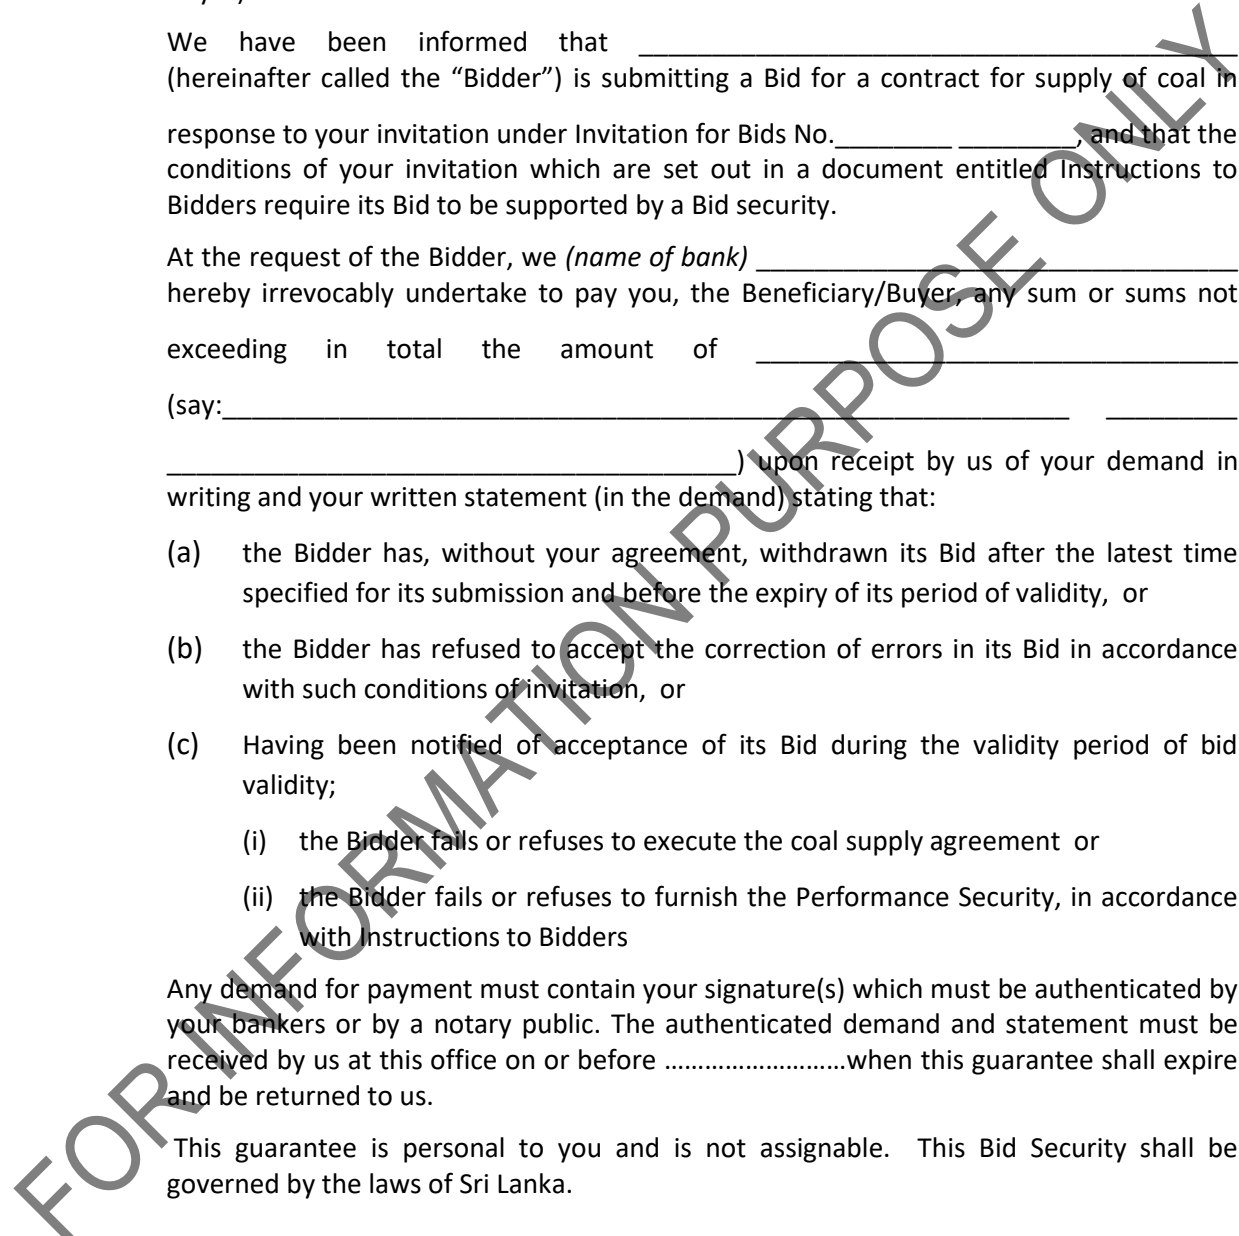 We have been informed that _________________________________________
(hereinafter called the “Bidder”) is submitting a Bid for a contract for supply of coal in
response to your invitation under Invitation for Bids No.________ ________, and that the
conditions of your invitation which are set out in a document entitled Instructions to
Bidders require its Bid to be supported by a Bid security.
At the request of the Bidder, we (name of bank) _________________________________
hereby irrevocably undertake to pay you, the Beneficiary/Buyer, any sum or sums not
exceeding in total the amount of _________________________________
(say:__________________________________________________________ _________
_______________________________________) upon receipt by us of your demand in
writing and your written statement (in the demand) stating that:
(a) the Bidder has, without your agreement, withdrawn its Bid after the latest time
specified for its submission and before the expiry of its period of validity, or
(b) the Bidder has refused to accept the correction of errors in its Bid in accordance
with such conditions of invitation, or
(c) Having been notified of acceptance of its Bid during the validity period of bid
validity;
(i) the Bidder fails or refuses to execute the coal supply agreement or
(ii) the Bidder fails or refuses to furnish the Performance Security, in accordance
with Instructions to Bidders
Any demand for payment must contain your signature(s) which must be authenticated by
your bankers or by a notary public. The authenticated demand and statement must be
received by us at this office on or before ……………………when this guarantee shall expire
and be returned to us.
This guarantee is personal to you and is not assignable. This Bid Security shall be
governed by the laws of Sri Lanka.
FOR INFORMATION PURPOSE ONLY